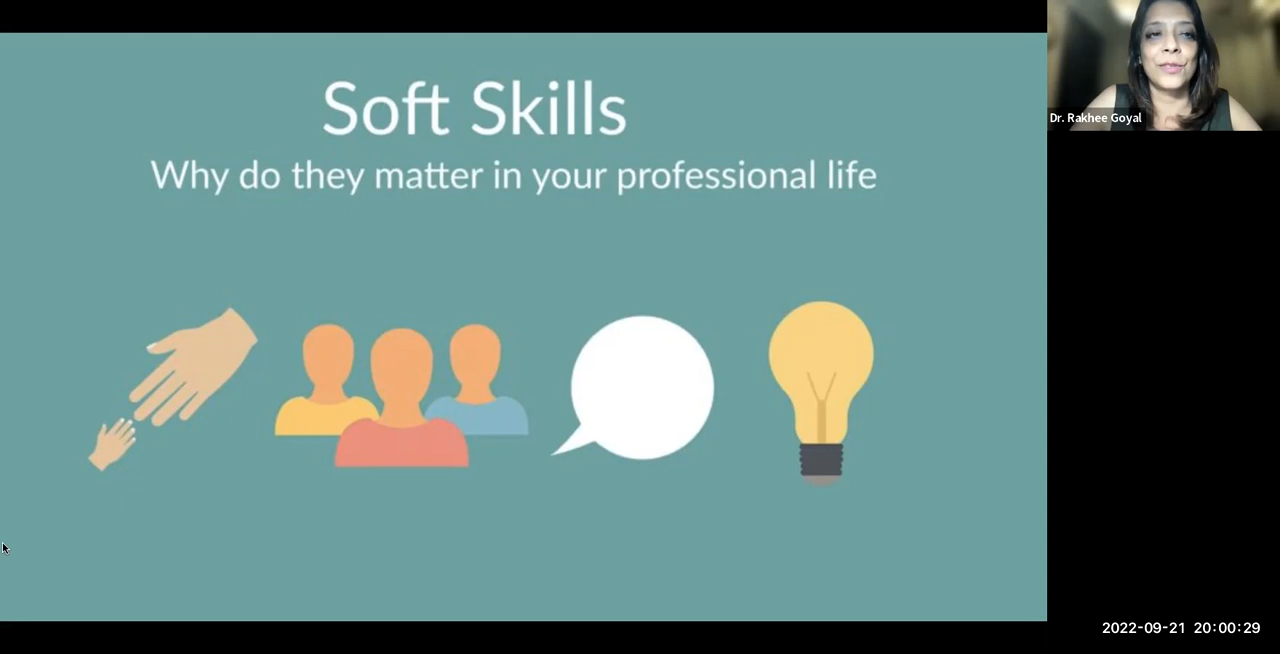 Soft Skills
Why do they matter in your professional life
Dr. Rakhee Goyal
2022-09-21 20:00:29